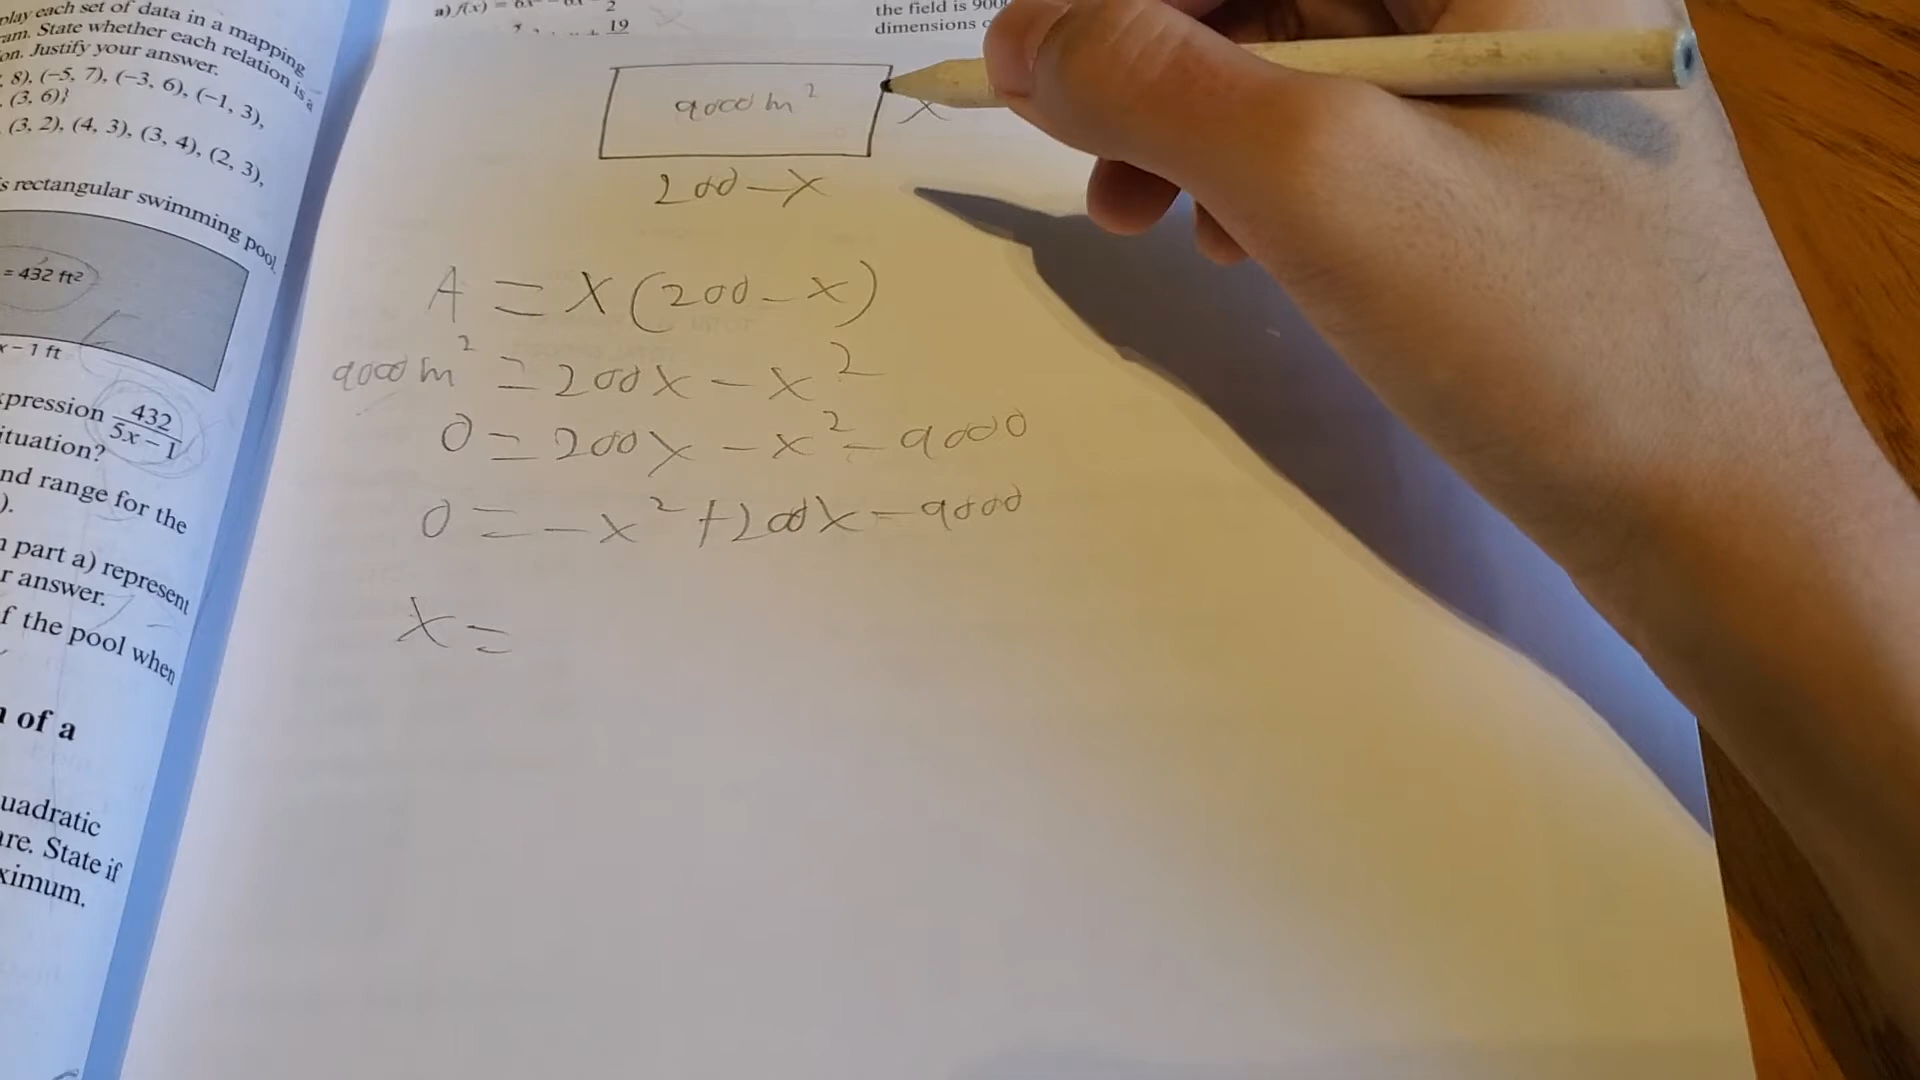 play each set of data in a mapping
am. State whether each relation is a
on. Justify your answer.
8), (−5, 7), (−3, 6), (−1, 3),
(3, 6)}
(3, 2), (4, 3), (3, 4), (2, 3),
s rectangular swimming pool
= 432 ft²
x − 1 ft
xpression 432/5x − 1
ituation?
nd range for the
).
n part a) represent
r answer.
f the pool when
n of a
uadratic
are. State if
ximum.
a) f(x) =
2
19
the field is 900
dimensions
9000 m²
x
200 − x
A = x(200 − x)
9000 m² = 200x − x²
0 = 200x − x² − 9000
0 = −x² + 200x − 9000
x =